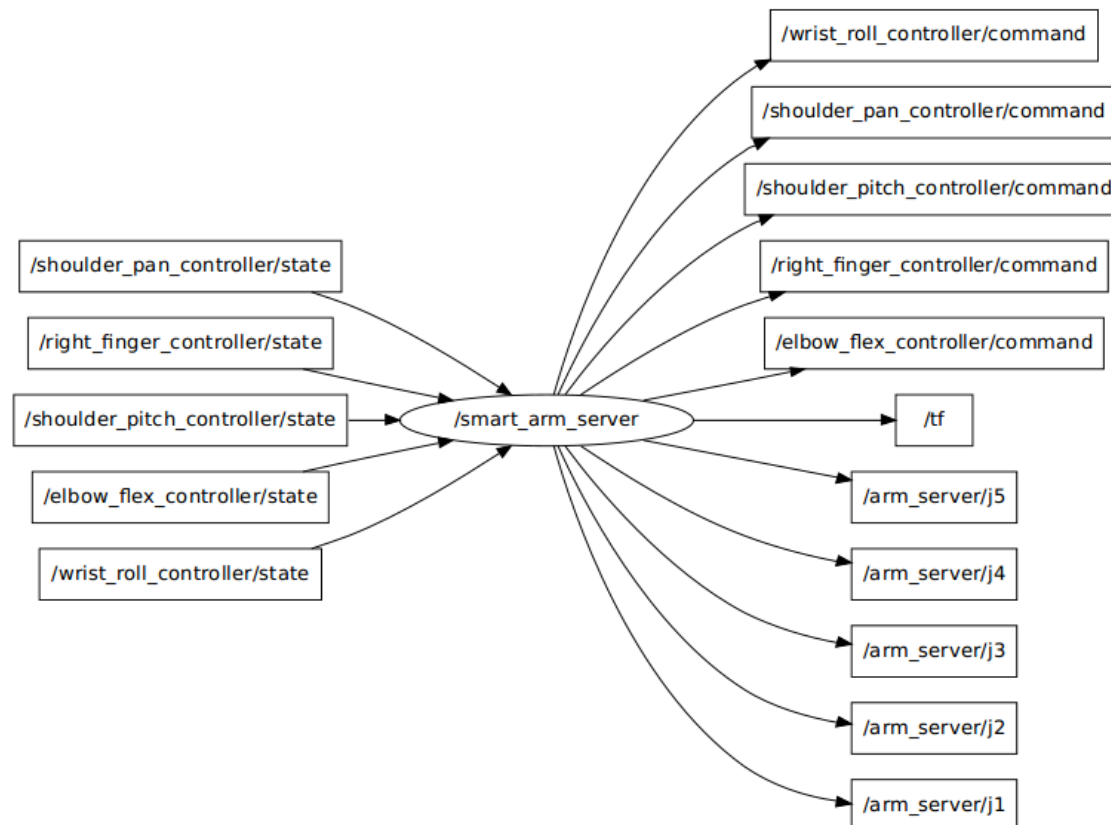 /wrist_roll_controller/command
/shoulder_pan_controller/command
/shoulder_pitch_controller/command
/shoulder_pan_controller/state
/right_finger_controller/command
/right_finger_controller/state
/elbow_flex_controller/command
/shoulder_pitch_controller/state
/smart_arm_server
/tf
/elbow_flex_controller/state
/arm_server/j5
/wrist_roll_controller/state
/arm_server/j4
/arm_server/j3
/arm_server/j2
/arm_server/j1